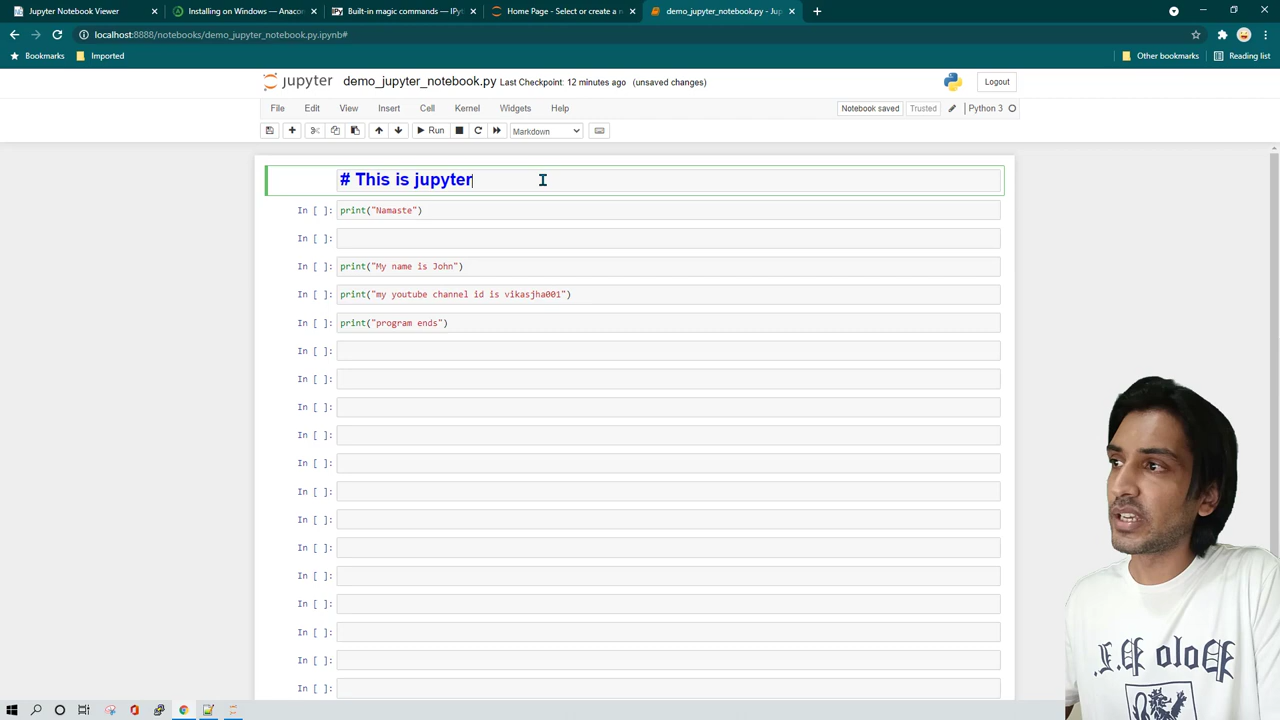 Jupyter Notebook Viewer
Installing on Windows — Anacon
Built-in magic commands — IPyt
Home Page - Select or create a n
demo_jupyter_notebook.py - Jup
localhost:8888/notebooks/demo_jupyter_notebook.py.ipynb#
Bookmarks Imported Other bookmarks Reading list
jupyter demo_jupyter_notebook.py Last Checkpoint: 12 minutes ago (unsaved changes) Logout
File Edit View Insert Cell Kernel Widgets Help Notebook saved Trusted Python 3
Run Markdown
# This is jupyter
In [ ]: print("Namaste")
In [ ]:
In [ ]: print("My name is John")
In [ ]: print("my youtube channel id is vikasjha001")
In [ ]: print("program ends")
In [ ]:
In [ ]:
In [ ]:
In [ ]:
In [ ]:
In [ ]:
In [ ]:
In [ ]:
In [ ]:
In [ ]:
In [ ]:
In [ ]:
In [ ]: